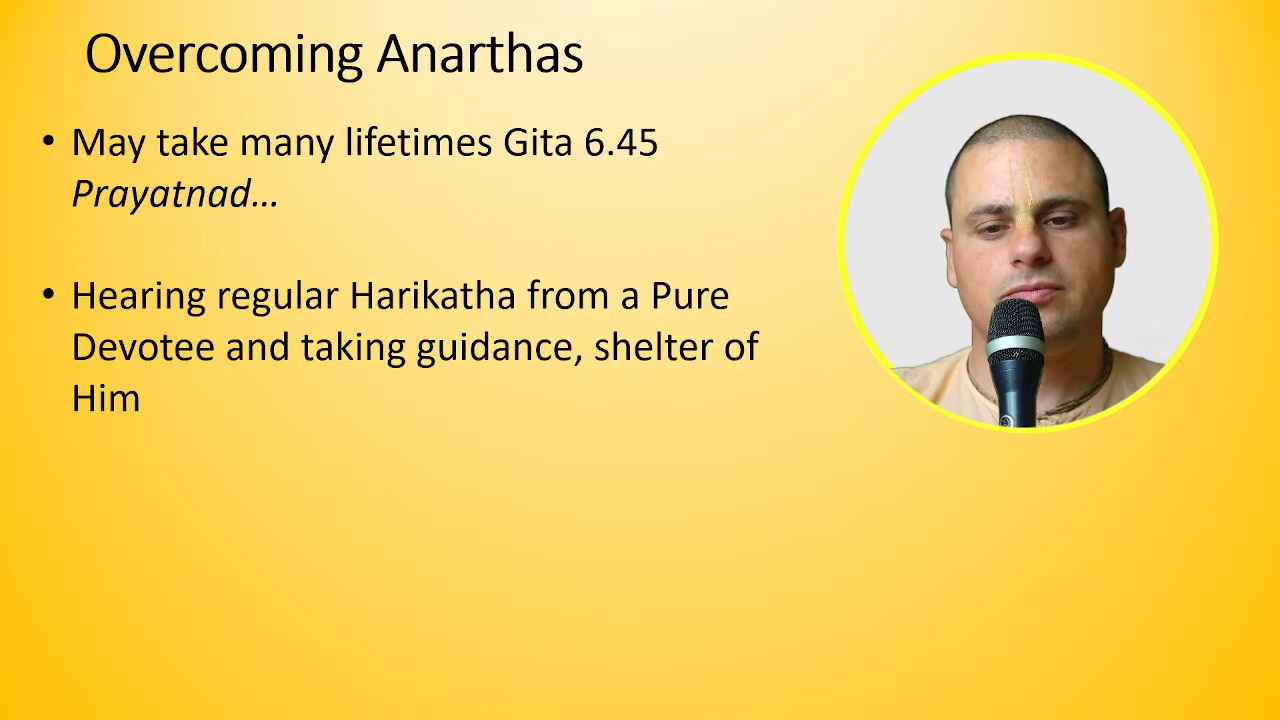 Overcoming Anarthas
• May take many lifetimes Gita 6.45
Prayatnad...
• Hearing regular Harikatha from a Pure
Devotee and taking guidance, shelter of
Him